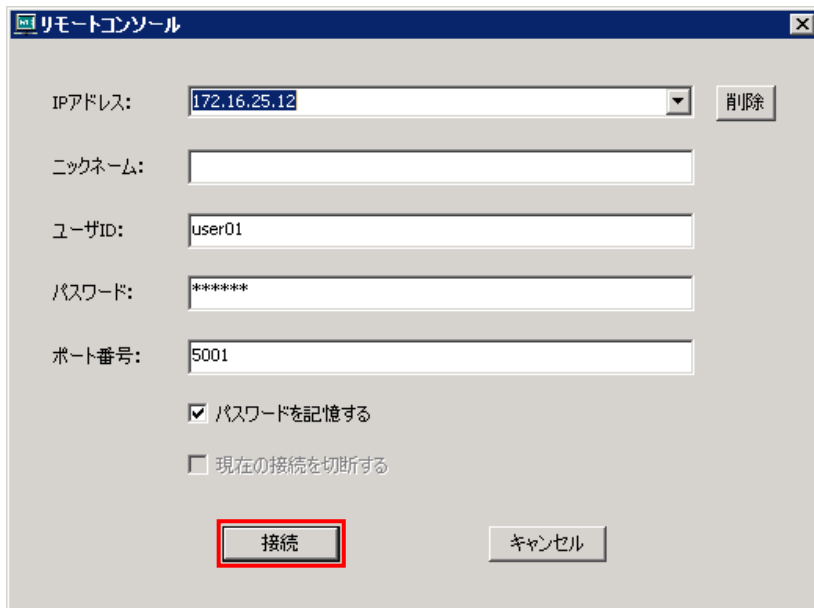 リモートコンソール
IPアドレス: 172.16.25.12 削除
ニックネーム:
ユーザID: user01
パスワード: ******
ポート番号: 5001
パスワードを記憶する
現在の接続を切断する
接続 キャンセル